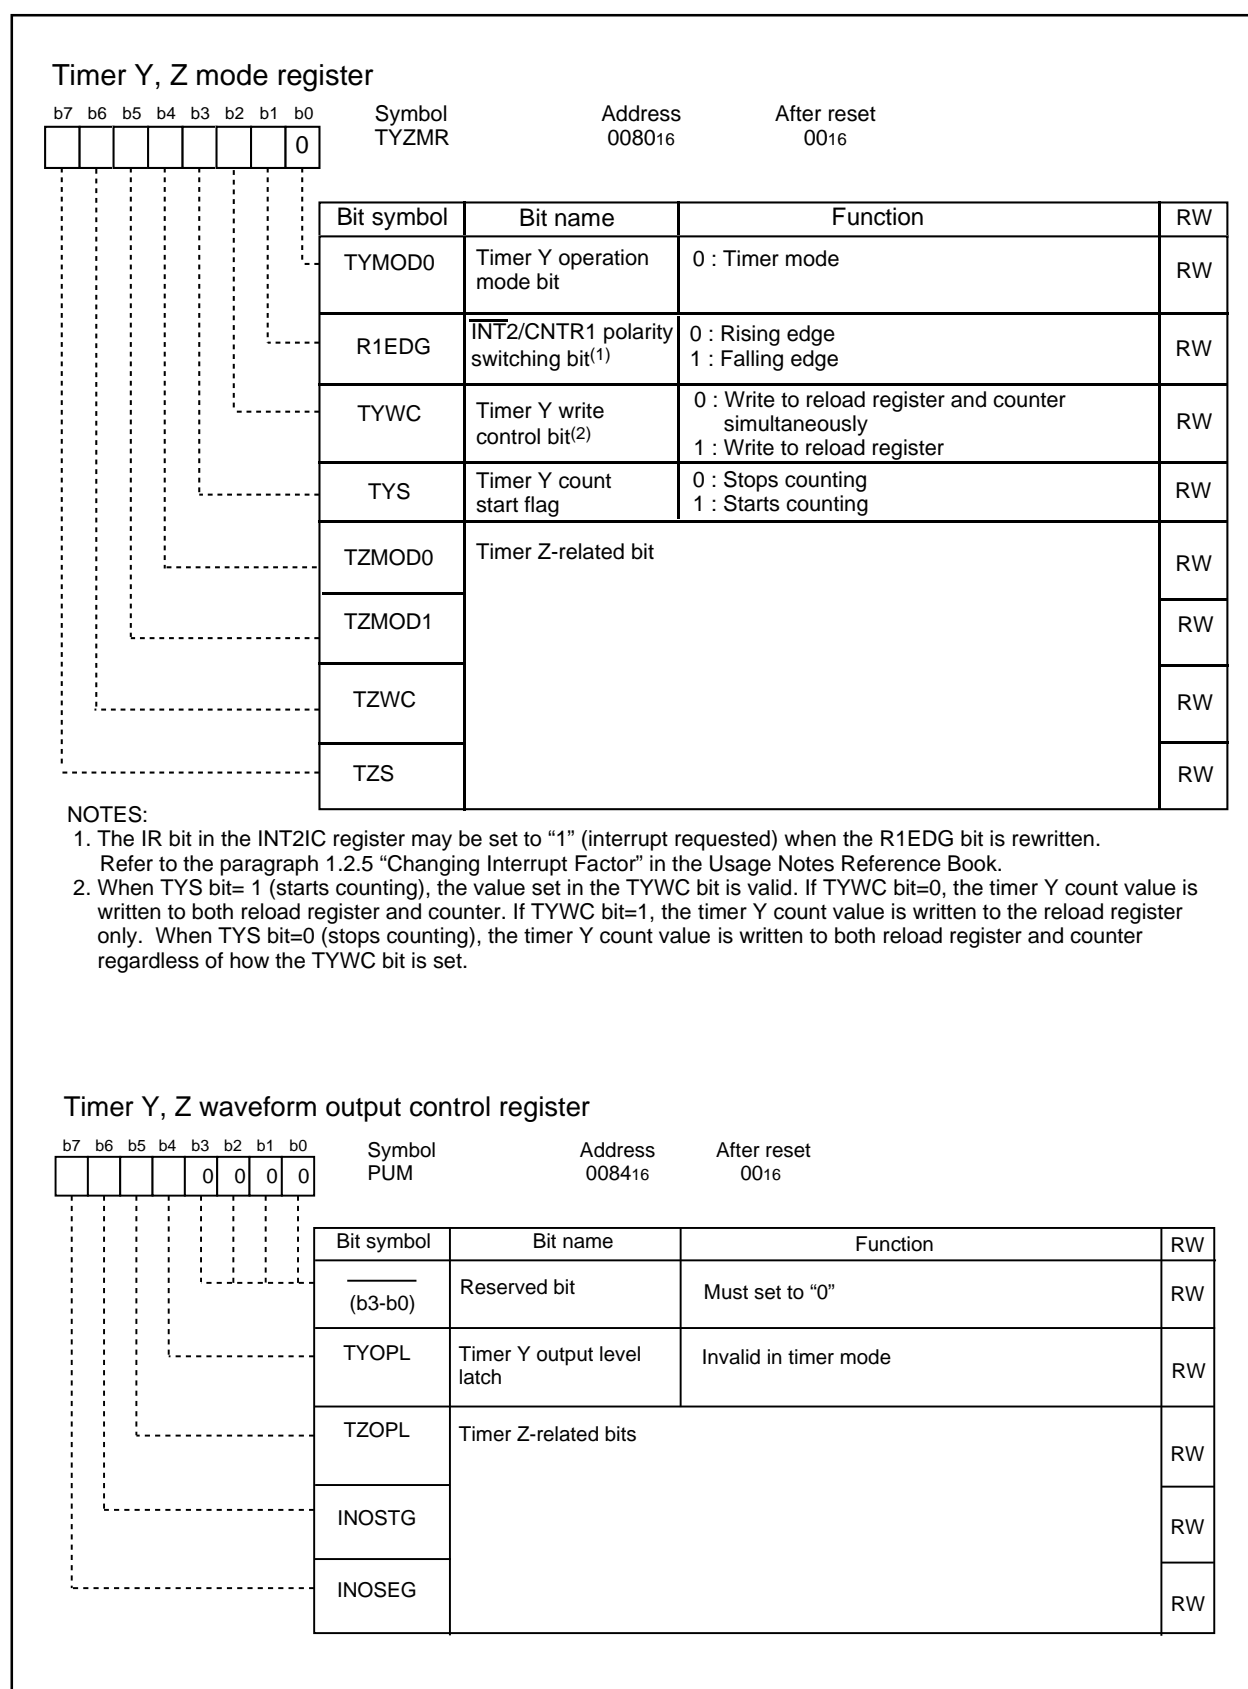 Timer Y, Z mode register
b7 b6 b5 b4 b3 b2 b1 b0
Symbol Address After reset
TYZMR 008016 0016
0
Bit symbol Bit name Function RW
TYMOD0 Timer Y operation mode bit 0 : Timer mode RW
R1EDG INT2/CNTR1 polarity switching bit(1) 0 : Rising edge 1 : Falling edge RW
TYWC Timer Y write control bit(2) 0 : Write to reload register and counter simultaneously 1 : Write to reload register RW
TYS Timer Y count start flag 0 : Stops counting 1 : Starts counting RW
TZMOD0 Timer Z-related bit RW
TZMOD1 RW
TZWC RW
TZS RW
NOTES:
1. The IR bit in the INT2IC register may be set to “1” (interrupt requested) when the R1EDG bit is rewritten.
Refer to the paragraph 1.2.5 “Changing Interrupt Factor” in the Usage Notes Reference Book.
2. When TYS bit= 1 (starts counting), the value set in the TYWC bit is valid. If TYWC bit=0, the timer Y count value is
written to both reload register and counter. If TYWC bit=1, the timer Y count value is written to the reload register
only. When TYS bit=0 (stops counting), the timer Y count value is written to both reload register and counter
regardless of how the TYWC bit is set.
Timer Y, Z waveform output control register
b7 b6 b5 b4 b3 b2 b1 b0
Symbol Address After reset
PUM 008416 0016
0 0 0 0
Bit symbol Bit name Function RW
(b3-b0) Reserved bit Must set to “0” RW
TYOPL Timer Y output level latch Invalid in timer mode RW
TZOPL Timer Z-related bits RW
INOSTG RW
INOSEG RW